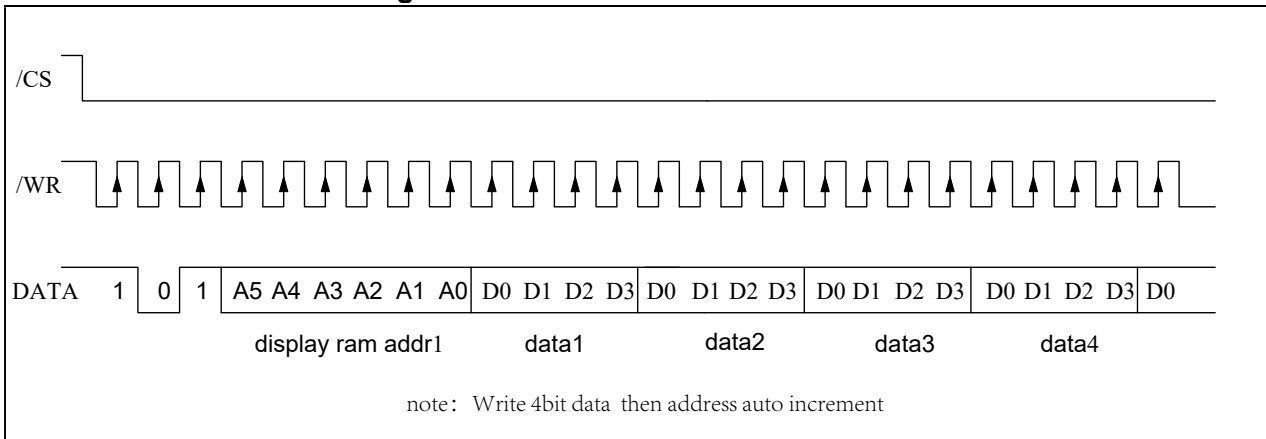 /CS
/WR
DATA 1 0 1 A5 A4 A3 A2 A1 A0 D0 D1 D2 D3 D0 D1 D2 D3 D0 D1 D2 D3 D0 D1 D2 D3 D0
display ram addr1 data1 data2 data3 data4
note: Write 4bit data then address auto increment